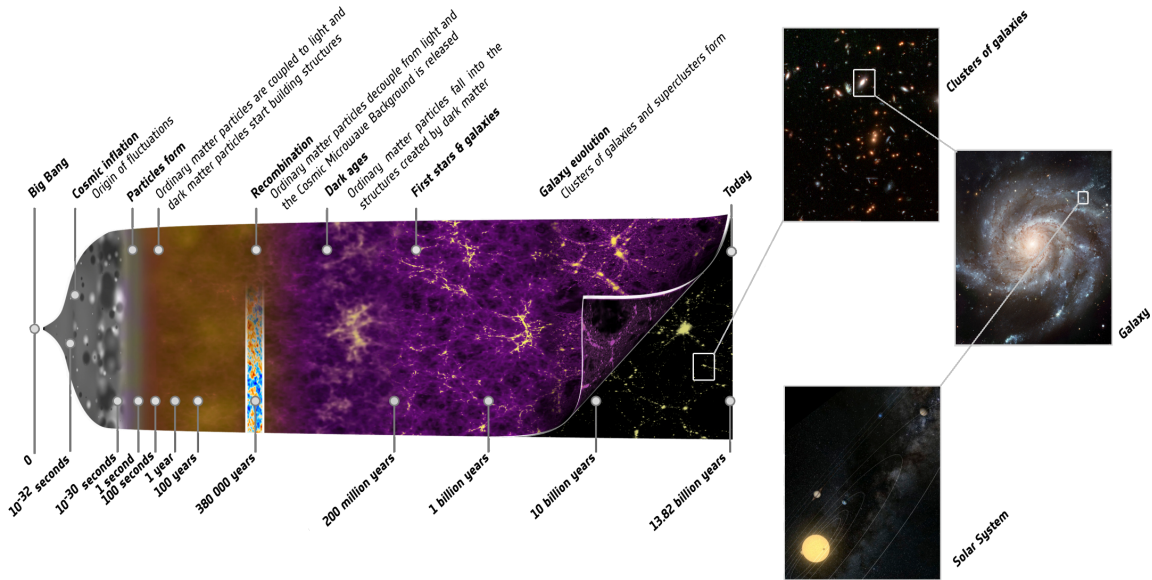 Big Bang
Cosmic inflation
Origin of fluctuations
Particles form
Ordinary matter particles are coupled to light and
dark matter particles start building structures
Recombination
Ordinary matter particles decouple from light and
the Cosmic Microwave Background is released
Dark ages
Ordinary matter particles fall into the
structures created by dark matter
First stars & galaxies
Galaxy evolution
Clusters of galaxies and superclusters form
Today
0
10-32 seconds
10-30 seconds
1 second
100 seconds
1 year
100 years
380 000 years
200 million years
1 billion years
10 billion years
13.82 billion years
Clusters of galaxies
Galaxy
Solar System